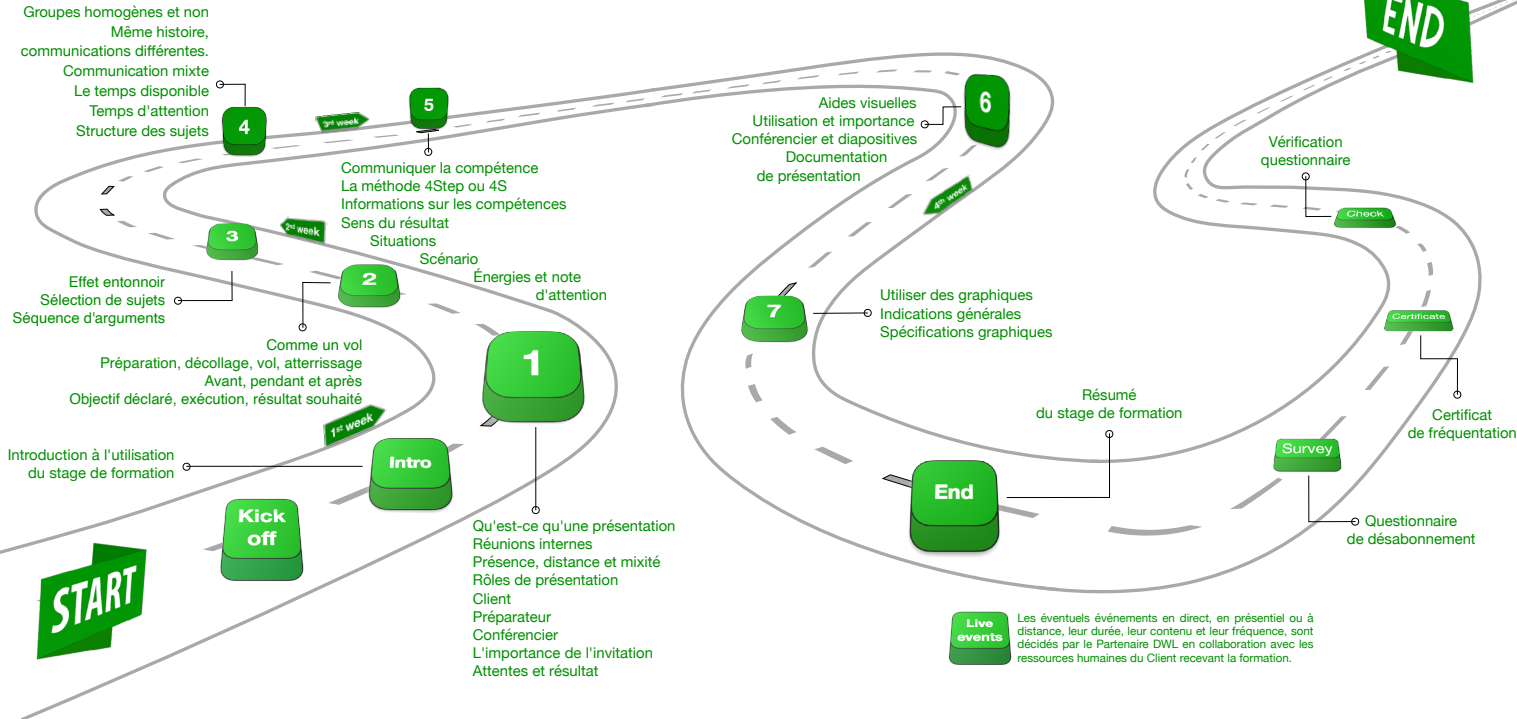 START
Kick
off
Intro
Introduction à l'utilisation
du stage de formation
1st week
1
Qu'est-ce qu'une présentation
Réunions internes
Présence, distance et mixité
Rôles de présentation
Client
Préparateur
Conférencier
L'importance de l'invitation
Attentes et résultat
2
Comme un vol
Préparation, décollage, vol, atterrissage
Avant, pendant et après
Objectif déclaré, exécution, résultat souhaité
2nd week
3
Effet entonnoir
Sélection de sujets
Séquence d'arguments
4
Groupes homogènes et non
Même histoire,
communications différentes.
Communication mixte
Le temps disponible
Temps d'attention
Structure des sujets
3rd week
5
Communiquer la compétence
La méthode 4Step ou 4S
Informations sur les compétences
Sens du résultat
Situations
Scénario
Énergies et note
d'attention
6
Aides visuelles
Utilisation et importance
Conférencier et diapositives
Documentation
de présentation
4th week
7
Utiliser des graphiques
Indications générales
Spécifications graphiques
End
Résumé
du stage de formation
Survey
Questionnaire
de désabonnement
Certificate
Certificat
de fréquentation
Check
Vérification
questionnaire
END
Live
events
Les éventuels événements en direct, en présentiel ou à
distance, leur durée, leur contenu et leur fréquence, sont
décidés par le Partenaire DWL en collaboration avec les
ressources humaines du Client recevant la formation.